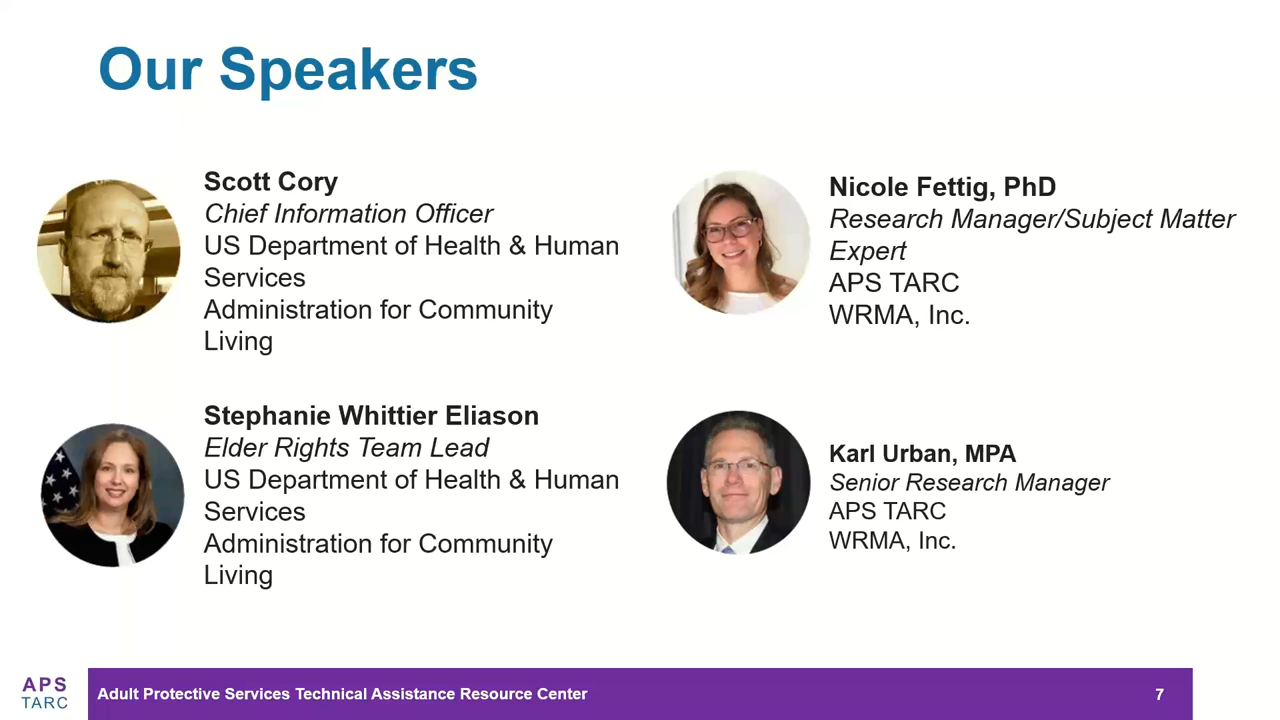 Our Speakers
Scott Cory
Chief Information Officer
US Department of Health & Human
Services
Administration for Community
Living
Nicole Fettig, PhD
Research Manager/Subject Matter
Expert
APS TARC
WRMA, Inc.
Stephanie Whittier Eliason
Elder Rights Team Lead
US Department of Health & Human
Services
Administration for Community
Living
Karl Urban, MPA
Senior Research Manager
APS TARC
WRMA, Inc.
APS
TARC
Adult Protective Services Technical Assistance Resource Center
7